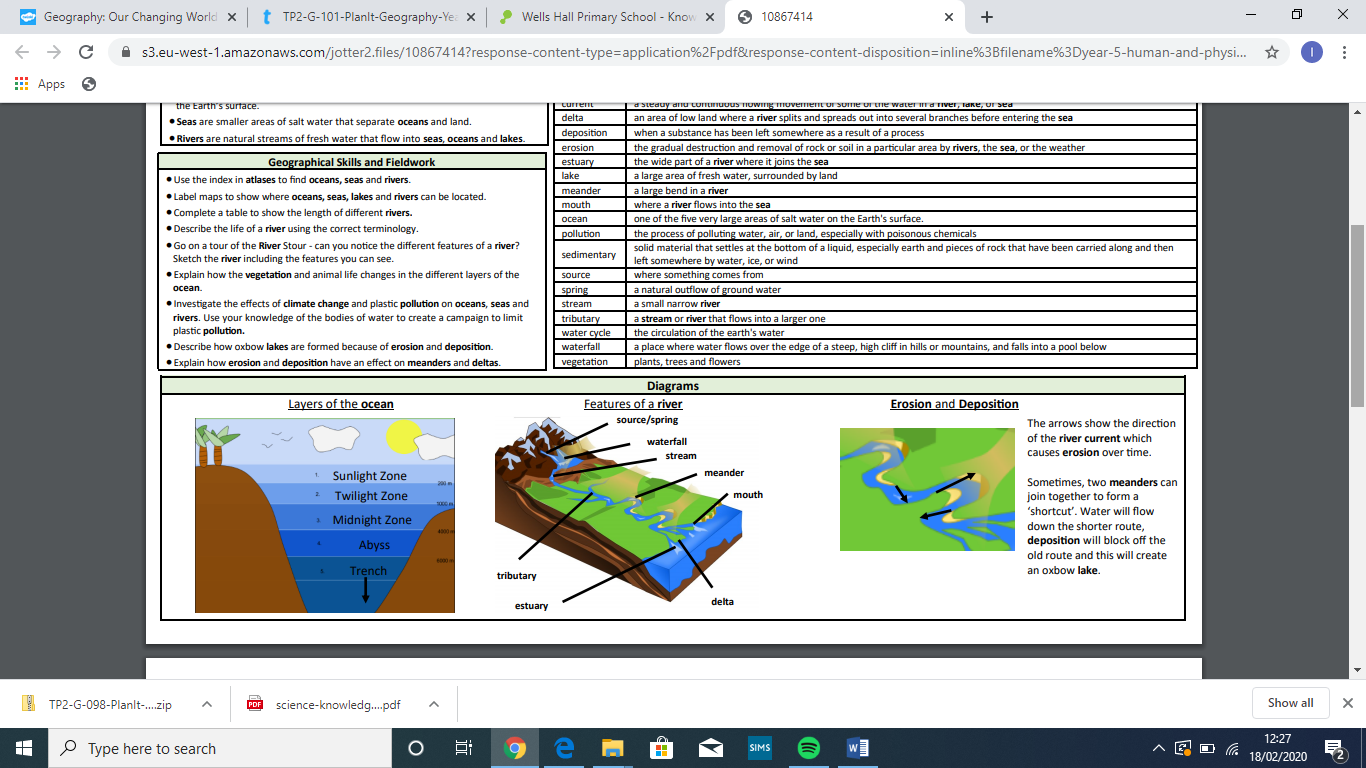 Geography: Our Changing World
TP2-G-101-PlanIt-Geography-Yea
Wells Hall Primary School - Know
10867414
s3.eu-west-1.amazonaws.com/jotter2.files/10867414?response-content-type=application%2Fpdf&response-content-disposition=inline%3Bfilename%3Dyear-5-human-and-physi...
I
Apps
the Earth's surface.
• Seas are smaller areas of salt water that separate oceans and land.
• Rivers are natural streams of fresh water that flow into seas, oceans and lakes.
Geographical Skills and Fieldwork
• Use the index in atlases to find oceans, seas and rivers.
• Label maps to show where oceans, seas, lakes and rivers can be located.
• Complete a table to show the length of different rivers.
• Describe the life of a river using the correct terminology.
• Go on a tour of the River Stour - can you notice the different features of a river?
Sketch the river including the features you can see.
• Explain how the vegetation and animal life changes in the different layers of the
ocean.
• Investigate the effects of climate change and plastic pollution on oceans, seas and
rivers. Use your knowledge of the bodies of water to create a campaign to limit
plastic pollution.
• Describe how oxbow lakes are formed because of erosion and deposition.
• Explain how erosion and deposition have an effect on meanders and deltas.
current a steady and continuous flowing movement of some of the water in a river, lake, or sea
delta an area of low land where a river splits and spreads out into several branches before entering the sea
deposition when a substance has been left somewhere as a result of a process
erosion the gradual destruction and removal of rock or soil in a particular area by rivers, the sea, or the weather
estuary the wide part of a river where it joins the sea
lake a large area of fresh water, surrounded by land
meander a large bend in a river
mouth where a river flows into the sea
ocean one of the five very large areas of salt water on the Earth's surface.
pollution the process of polluting water, air, or land, especially with poisonous chemicals
sedimentary solid material that settles at the bottom of a liquid, especially earth and pieces of rock that have been carried along and then
left somewhere by water, ice, or wind
source where something comes from
spring a natural outflow of ground water
stream a small narrow river
tributary a stream or river that flows into a larger one
water cycle the circulation of the earth's water
waterfall a place where water flows over the edge of a steep, high cliff in hills or mountains, and falls into a pool below
vegetation plants, trees and flowers
Diagrams
Layers of the ocean
1. Sunlight Zone
200 m
2. Twilight Zone
1000 m
3. Midnight Zone
4000 m
4. Abyss
6000 m
5. Trench
Features of a river
source/spring
waterfall
stream
meander
mouth
tributary
estuary
delta
Erosion and Deposition
The arrows show the direction
of the river current which
causes erosion over time.
Sometimes, two meanders can
join together to form a
'shortcut'. Water will flow
down the shorter route,
deposition will block off the
old route and this will create
an oxbow lake.
TP2-G-098-PlanIt-....zip
PDF
science-knowledg....pdf
Show all
Type here to search
SIMS
12:27
18/02/2020
2